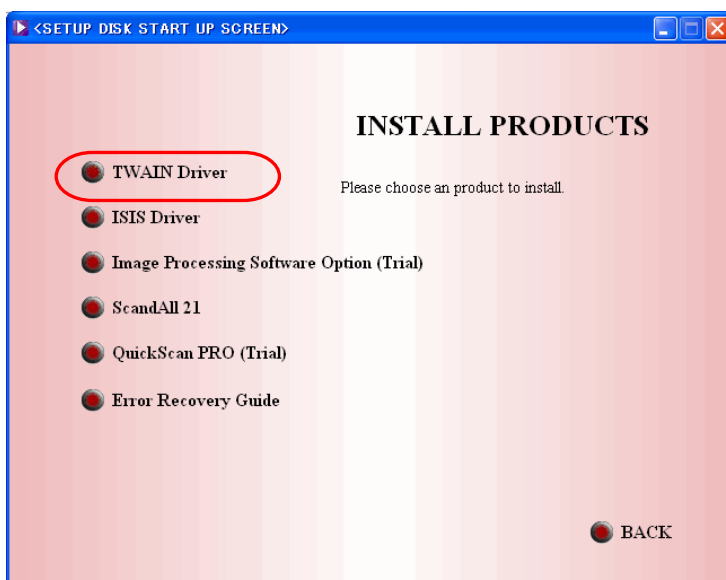 <SETUP DISK START UP SCREEN>
INSTALL PRODUCTS
Please choose an product to install.
TWAIN Driver
ISIS Driver
Image Processing Software Option (Trial)
ScandAll 21
QuickScan PRO (Trial)
Error Recovery Guide
BACK